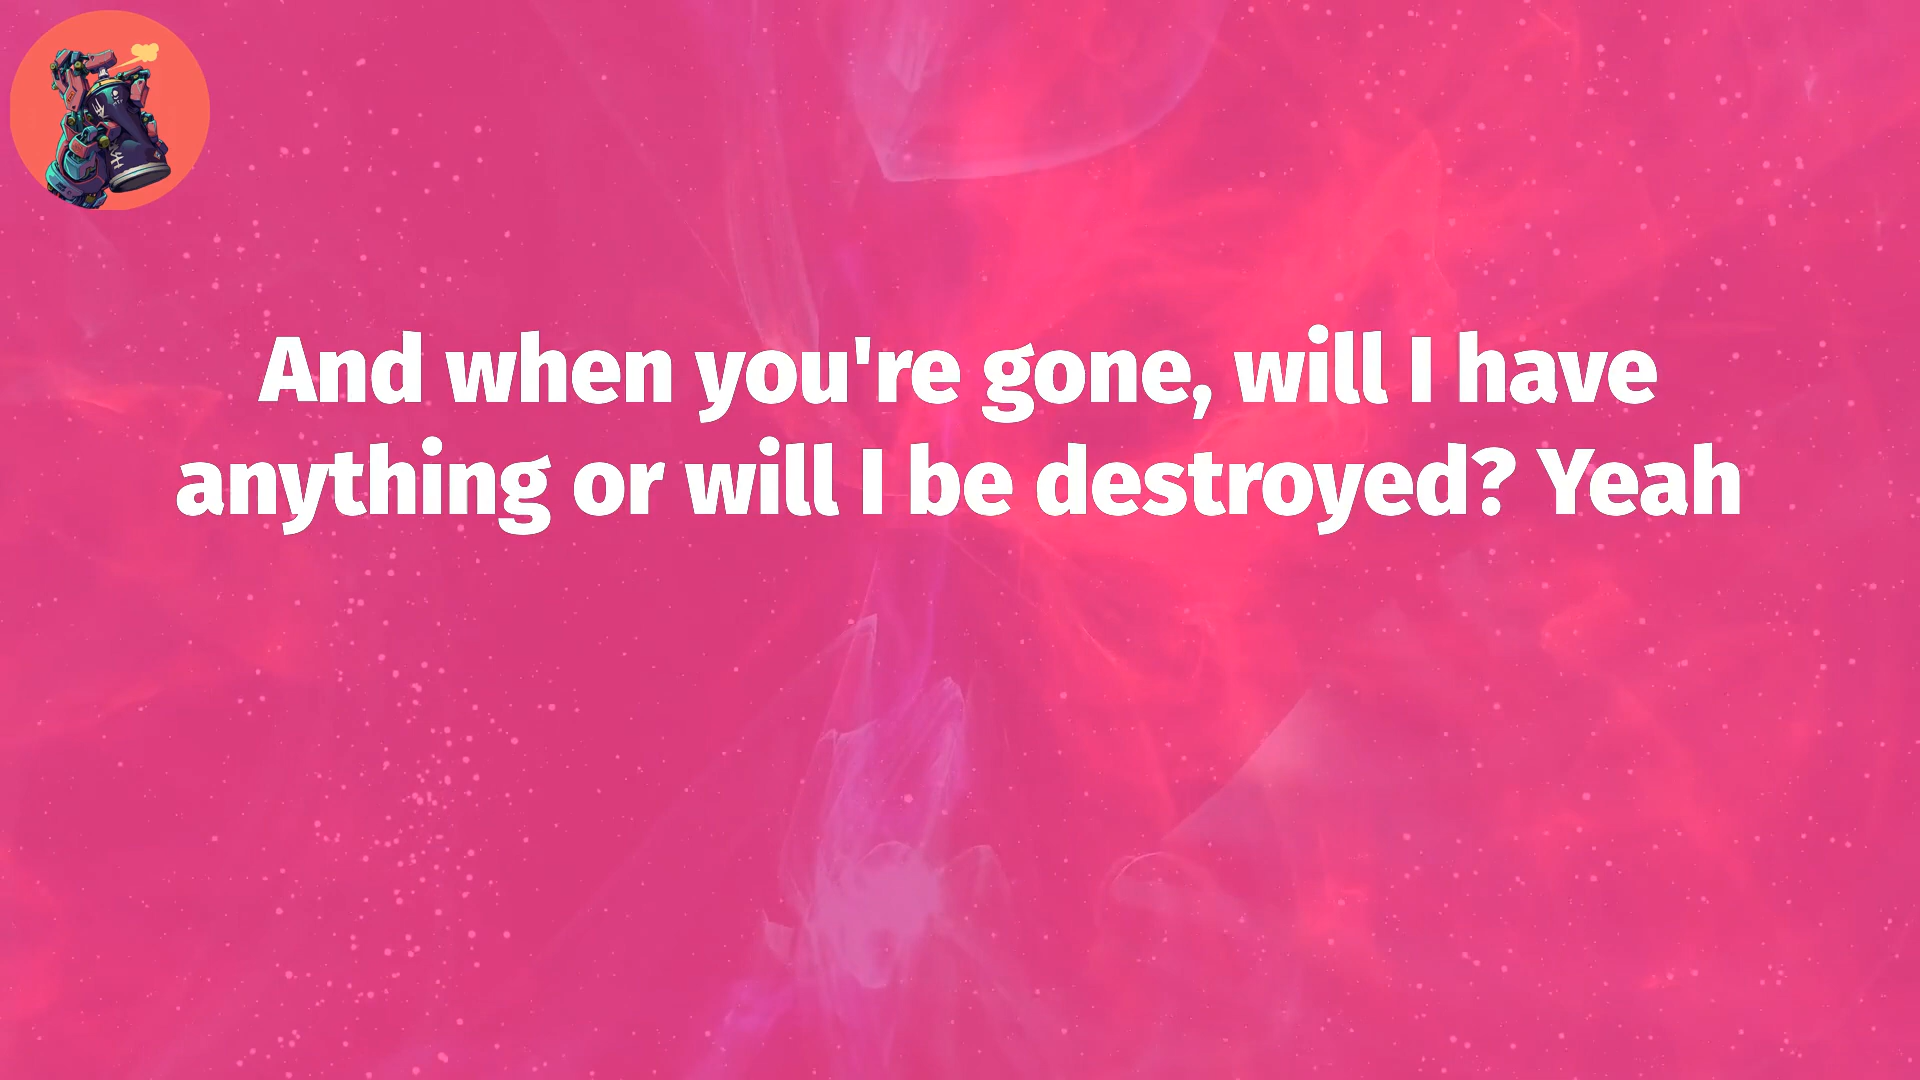 And when you're gone, will I have
anything or will I be destroyed? Yeah